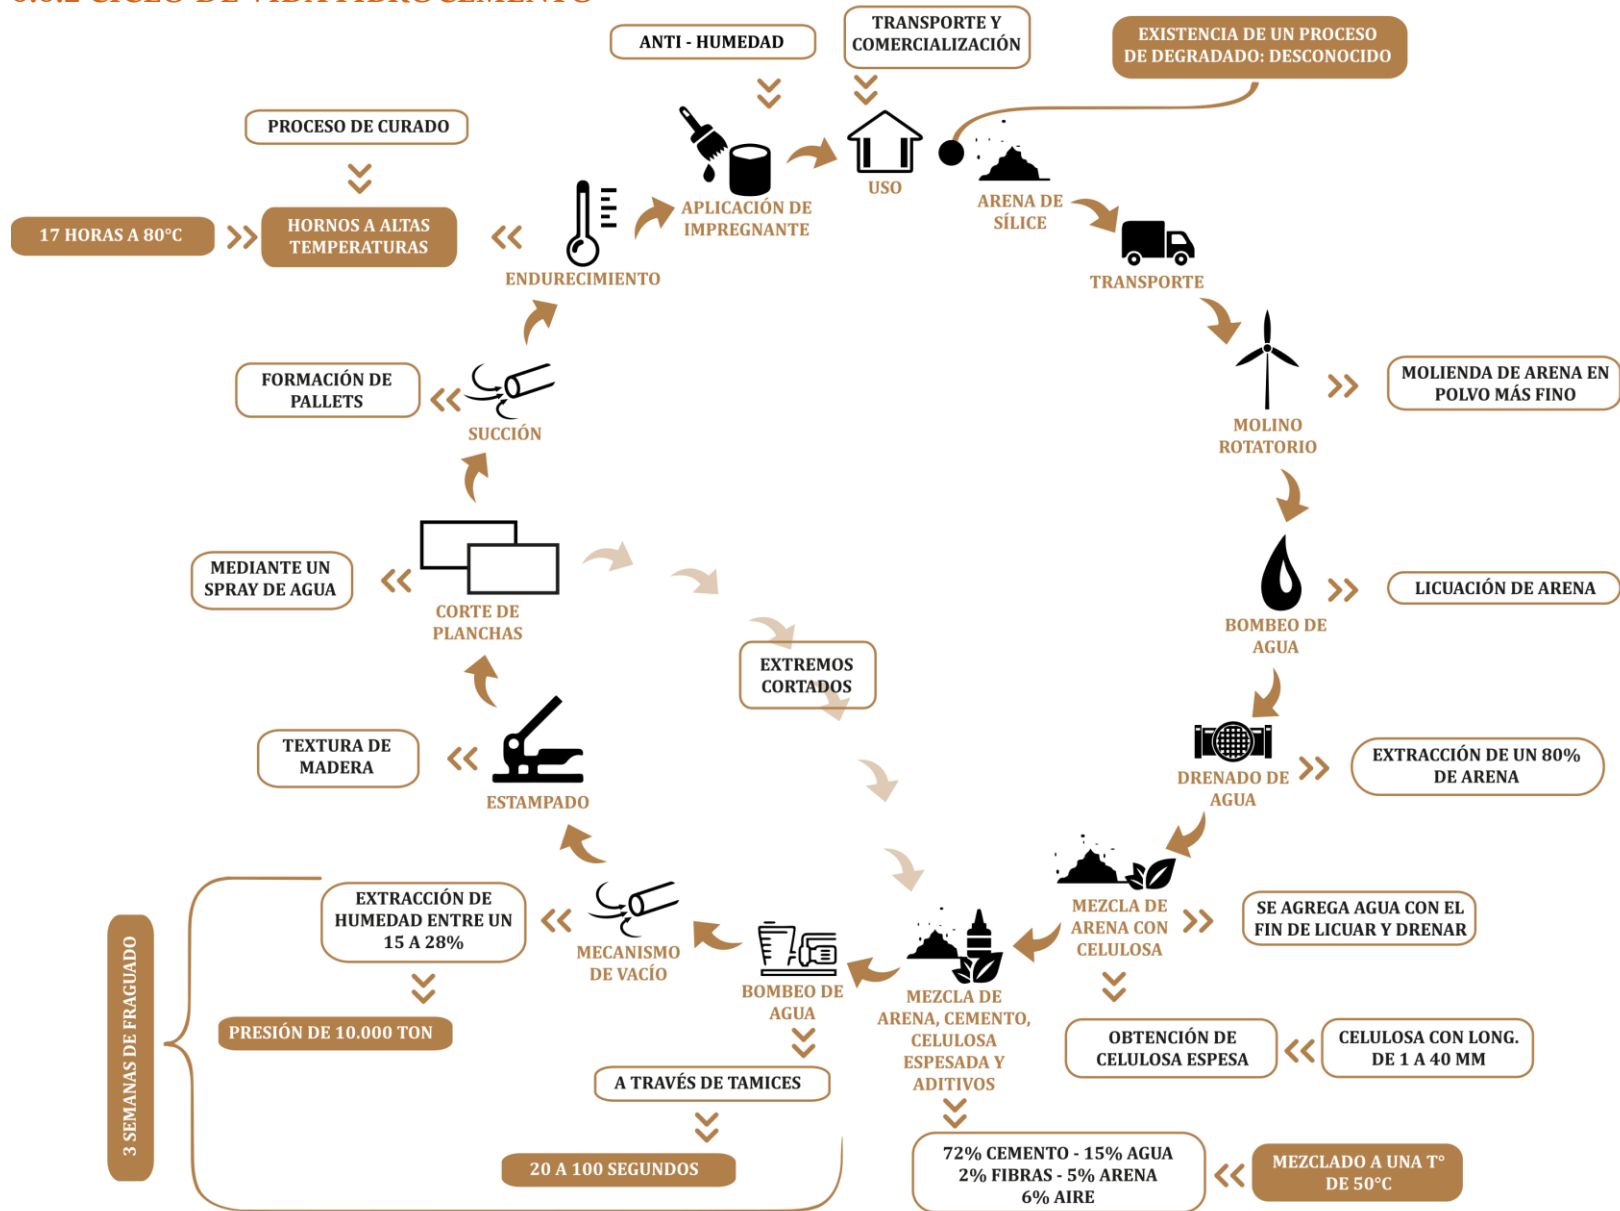 CICLO DE VIDA FIBROCEMENTO
ANTI - HUMEDAD
TRANSPORTE Y
COMERCIALIZACIÓN
EXISTENCIA DE UN PROCESO
DE DEGRADADO: DESCONOCIDO
PROCESO DE CURADO
17 HORAS A 80°C
HORNOS A ALTAS
TEMPERATURAS
ENDURECIMIENTO
APLICACIÓN DE
IMPREGNANTE
USO
ARENA DE
SÍLICE
TRANSPORTE
MOLINO
ROTATORIO
MOLIENDA DE ARENA EN
POLVO MÁS FINO
FORMACIÓN DE
PALLETS
SUCCIÓN
MEDIANTE UN
SPRAY DE AGUA
CORTE DE
PLANCHAS
BOMBEO DE
AGUA
LICUACIÓN DE ARENA
EXTREMOS
CORTADOS
TEXTURA DE
MADERA
ESTAMPADO
DRENADO DE
AGUA
EXTRACCIÓN DE UN 80%
DE ARENA
3 SEMANAS DE FRAGUADO
EXTRACCIÓN DE
HUMEDAD ENTRE UN
15 A 28%
PRESIÓN DE 10.000 TON
MECANISMO
DE VACÍO
BOMBEO DE
AGUA
A TRAVÉS DE TAMICES
20 A 100 SEGUNDOS
MEZCLA DE
ARENA, CEMENTO,
CELULOSA
ESPESADA Y
ADITIVOS
MEZCLA DE
ARENA CON
CELULOSA
SE AGREGA AGUA CON EL
FIN DE LICUAR Y DRENAR
OBTENCIÓN DE
CELULOSA ESPESA
CELULOSA CON LONG.
DE 1 A 40 MM
72% CEMENTO - 15% AGUA
2% FIBRAS - 5% ARENA
6% AIRE
MEZCLADO A UNA T°
DE 50°C